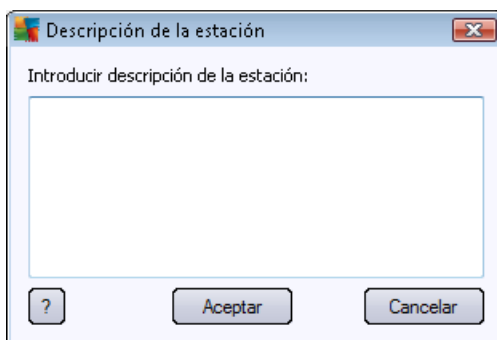 Descripción de la estación
Introducir descripción de la estación:
? Aceptar Cancelar